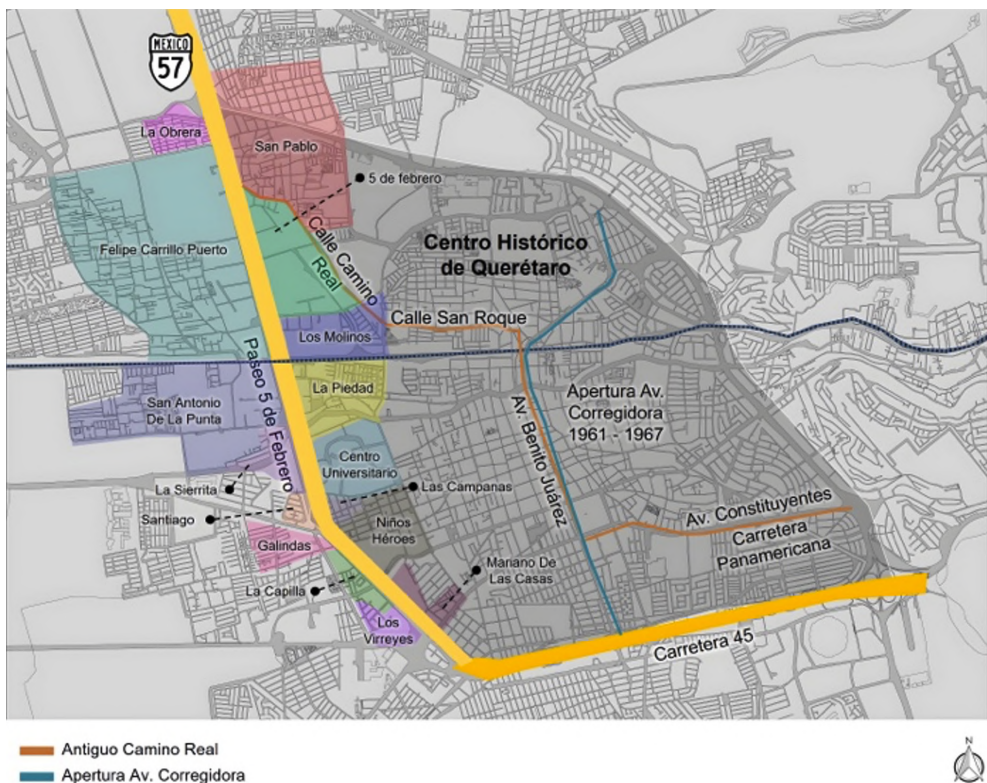 MEXICO
57
La Obrera
San Pablo
5 de febrero
Felipe Carrillo Puerto
Calle Camino
Real
Centro Histórico
de Querétaro
Calle San Roque
Los Molinos
Paseo 5 de Febrero
La Piedad
San Antonio
De La Punta
Apertura Av.
Corregidora
1961 - 1967
Av. Benito Juárez
Centro
Universitario
La Sierrita
Las Campanas
Santiago
Niños
Héroes
Av. Constituyentes
Carretera
Panamericana
Galindas
Mariano De
Las Casas
La Capilla
Los
Virreyes
Carretera 45
Antiguo Camino Real
Apertura Av. Corregidora
N